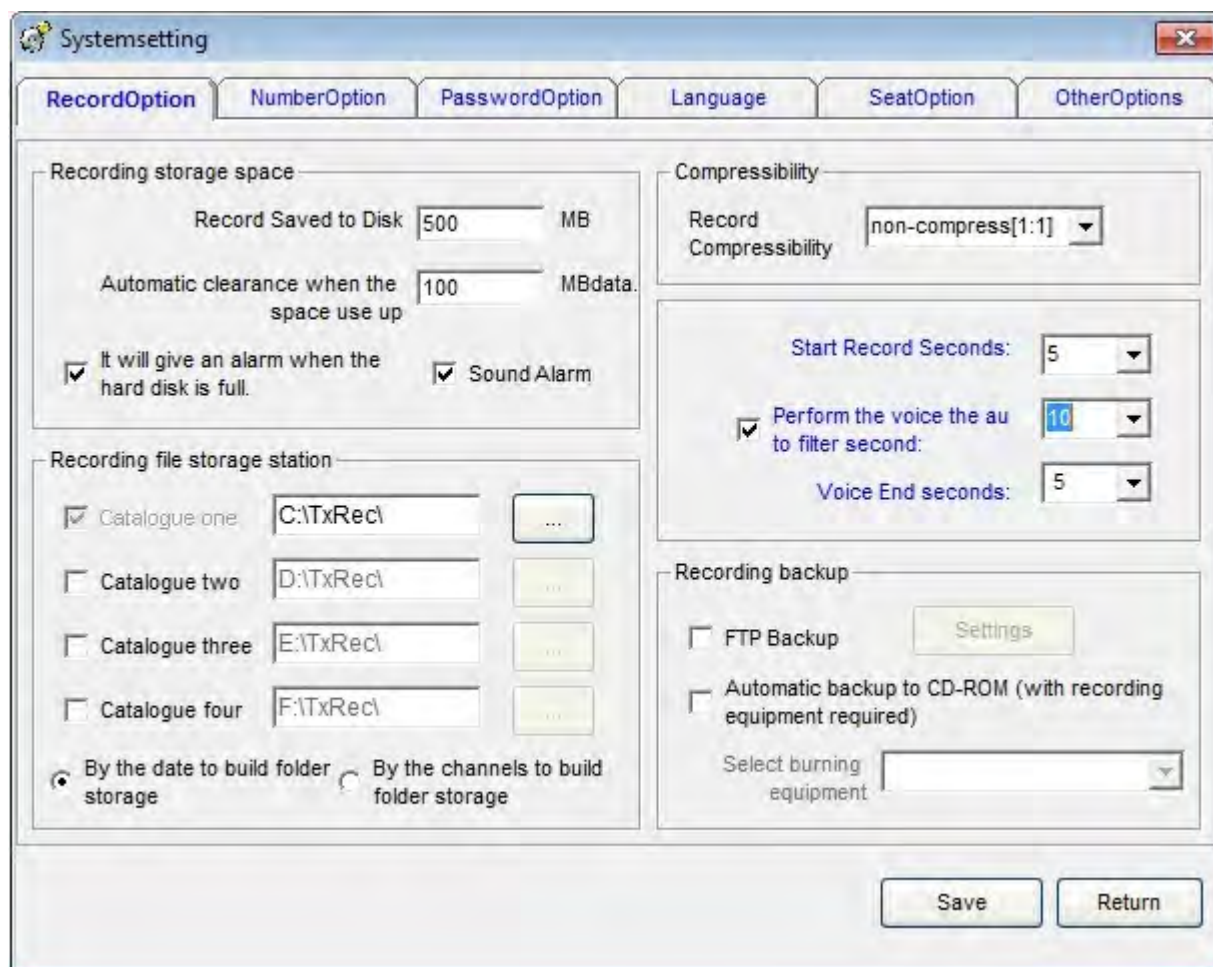 Systemsetting
RecordOption
NumberOption
PasswordOption
Language
SeatOption
OtherOptions
Recording storage space
Record Saved to Disk 500 MB
Automatic clearance when the
space use up
100 MBdata.
It will give an alarm when the
hard disk is full.
Sound Alarm
Recording file storage station
Catalogue one C:\TxRec\ ...
Catalogue two D:\TxRec\ ...
Catalogue three E:\TxRec\ ...
Catalogue four F:\TxRec\ ...
By the date to build folder
storage
By the channels to build
folder storage
Compressibility
Record
Compressibility
non-compress[1:1]
Start Record Seconds: 5
Perform the voice the au
to filter second:
10
Voice End seconds: 5
Recording backup
FTP Backup Settings
Automatic backup to CD-ROM (with recording
equipment required)
Select burning
equipment
Save
Return